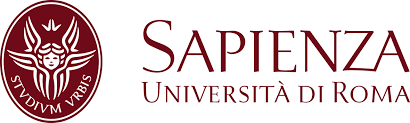 STVDIVM VRBIS
SAPIENZA
UNIVERSITÀ DI ROMA